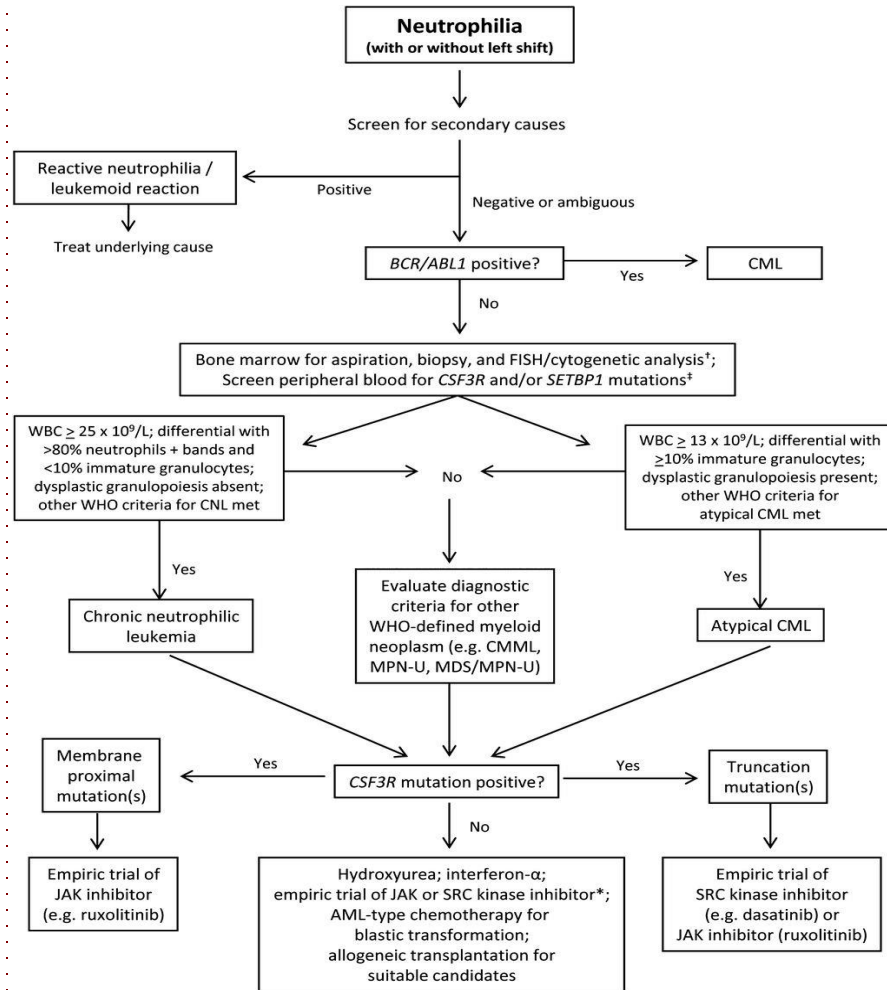 Neutrophilia
(with or without left shift)
Screen for secondary causes
Reactive neutrophilia /
leukemoid reaction
Positive
Negative or ambiguous
Treat underlying cause
BCR/ABL1 positive?
Yes
CML
No
Bone marrow for aspiration, biopsy, and FISH/cytogenetic analysis†;
Screen peripheral blood for CSF3R and/or SETBP1 mutations‡
WBC ≥ 25 x 10⁹/L; differential with
>80% neutrophils + bands and
<10% immature granulocytes;
dysplastic granulopoiesis absent;
other WHO criteria for CNL met
No
WBC ≥ 13 x 10⁹/L; differential with
≥10% immature granulocytes;
dysplastic granulopoiesis present;
other WHO criteria for
atypical CML met
Yes
Chronic neutrophilic
leukemia
Evaluate diagnostic
criteria for other
WHO-defined myeloid
neoplasm (e.g. CMML,
MPN-U, MDS/MPN-U)
Yes
Atypical CML
Membrane
proximal
mutation(s)
Yes
CSF3R mutation positive?
Yes
Truncation
mutation(s)
No
Empiric trial of
JAK inhibitor
(e.g. ruxolitinib)
Hydroxyurea; interferon-α;
empiric trial of JAK or SRC kinase inhibitor*;
AML-type chemotherapy for
blastic transformation;
allogeneic transplantation for
suitable candidates
Empiric trial of
SRC kinase inhibitor
(e.g. dasatinib) or
JAK inhibitor (ruxolitinib)